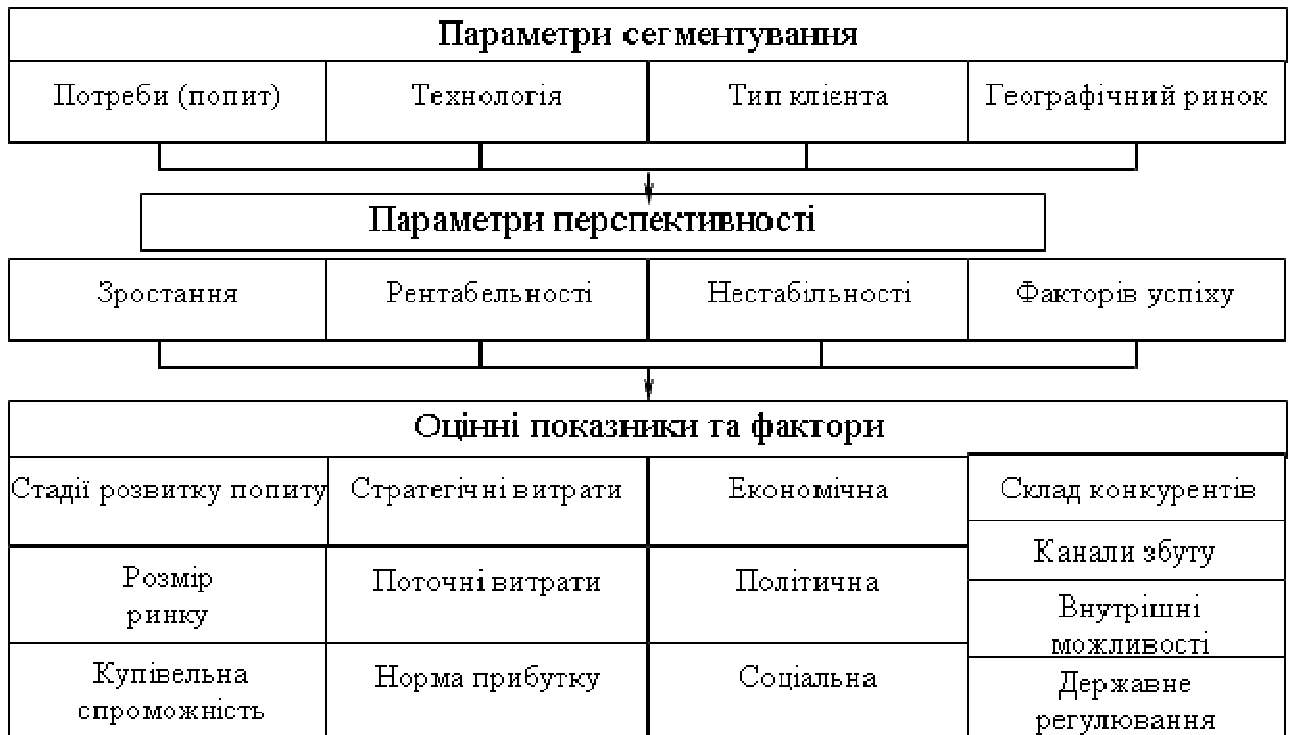 Параметри сегментування
Потреби (попит)
Технологія
Тип клієнта
Географічний ринок
Параметри перспективності
Зростання
Рентабельності
Нестабільності
Факторів успіху
Оцінні показники та фактори
Стадії розвитку попиту
Стратегічні витрати
Економічна
Склад конкурентів
Канали збуту
Розмір
ринку
Поточні витрати
Політична
Внутрішні
можливості
Купівельна
спроможність
Норма прибутку
Соціальна
Державне
регулювання